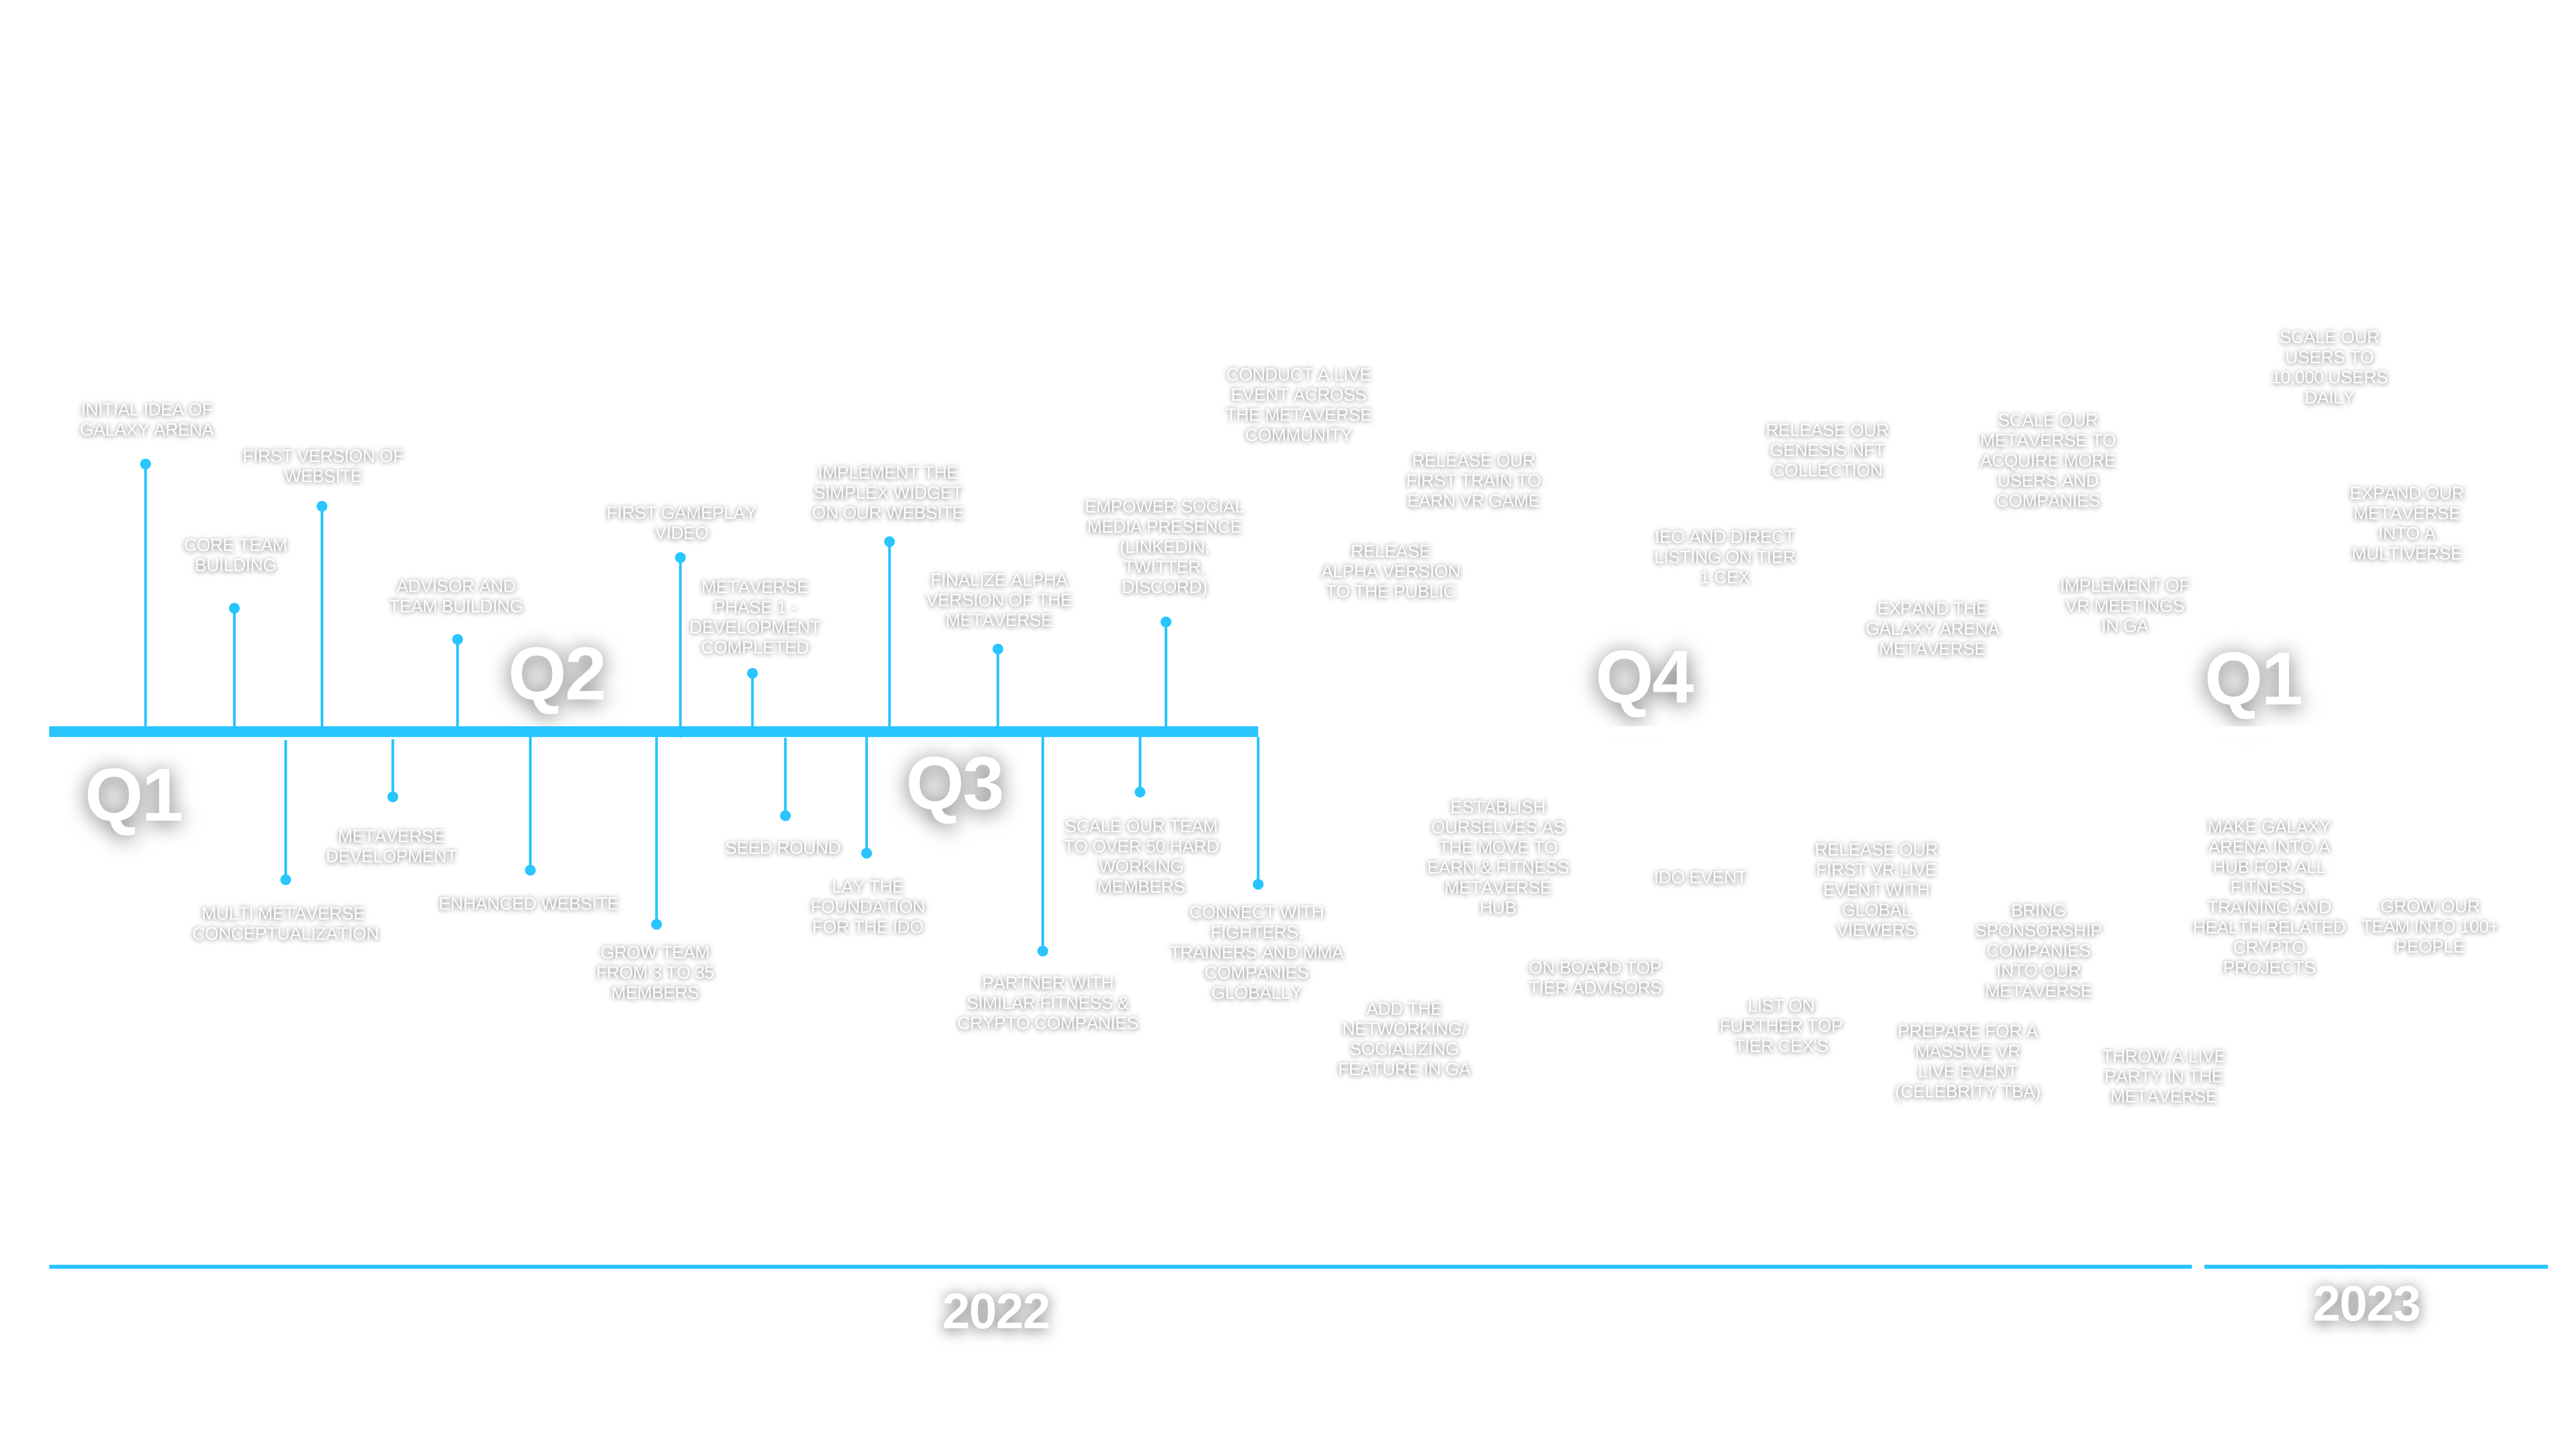 INITIAL IDEA OF
GALAXY ARENA
CORE TEAM
BUILDING
FIRST VERSION OF
WEBSITE
ADVISOR AND
TEAM BUILDING
Q2
FIRST GAMEPLAY
VIDEO
METAVERSE
PHASE 1 -
DEVELOPMENT
COMPLETED
IMPLEMENT THE
SIMPLEX WIDGET
ON OUR WEBSITE
FINALIZE ALPHA
VERSION OF THE
METAVERSE
EMPOWER SOCIAL
MEDIA PRESENCE
(LINKEDIN,
TWITTER,
DISCORD)
CONDUCT A LIVE
EVENT ACROSS
THE METAVERSE
COMMUNITY
RELEASE
ALPHA VERSION
TO THE PUBLIC
RELEASE OUR
FIRST TRAIN TO
EARN VR GAME
Q4
IEO AND DIRECT
LISTING ON TIER
1 CEX
RELEASE OUR
GENESIS NFT
COLLECTION
EXPAND THE
GALAXY ARENA
METAVERSE
SCALE OUR
METAVERSE TO
ACQUIRE MORE
USERS AND
COMPANIES
IMPLEMENT OF
VR MEETINGS
IN GA
Q1
SCALE OUR
USERS TO
10,000 USERS
DAILY
EXPAND OUR
METAVERSE
INTO A
MULTIVERSE
Q1
MULTI METAVERSE
CONCEPTUALIZATION
METAVERSE
DEVELOPMENT
ENHANCED WEBSITE
GROW TEAM
FROM 3 TO 35
MEMBERS
SEED ROUND
LAY THE
FOUNDATION
FOR THE IDO
Q3
PARTNER WITH
SIMILAR FITNESS &
CRYPTO COMPANIES
SCALE OUR TEAM
TO OVER 50 HARD
WORKING
MEMBERS
CONNECT WITH
FIGHTERS,
TRAINERS AND MMA
COMPANIES
GLOBALLY
ADD THE
NETWORKING/
SOCIALIZING
FEATURE IN GA
ESTABLISH
OURSELVES AS
THE MOVE TO
EARN & FITNESS
METAVERSE
HUB
ON BOARD TOP
TIER ADVISORS
IDO EVENT
LIST ON
FURTHER TOP
TIER CEX'S
RELEASE OUR
FIRST VR LIVE
EVENT WITH
GLOBAL
VIEWERS
PREPARE FOR A
MASSIVE VR
LIVE EVENT
(CELEBRITY TBA)
BRING
SPONSORSHIP
COMPANIES
INTO OUR
METAVERSE
THROW A LIVE
PARTY IN THE
METAVERSE
MAKE GALAXY
ARENA INTO A
HUB FOR ALL
FITNESS,
TRAINING AND
HEALTH RELATED
CRYPTO
PROJECTS
GROW OUR
TEAM INTO 100+
PEOPLE
2022
2023